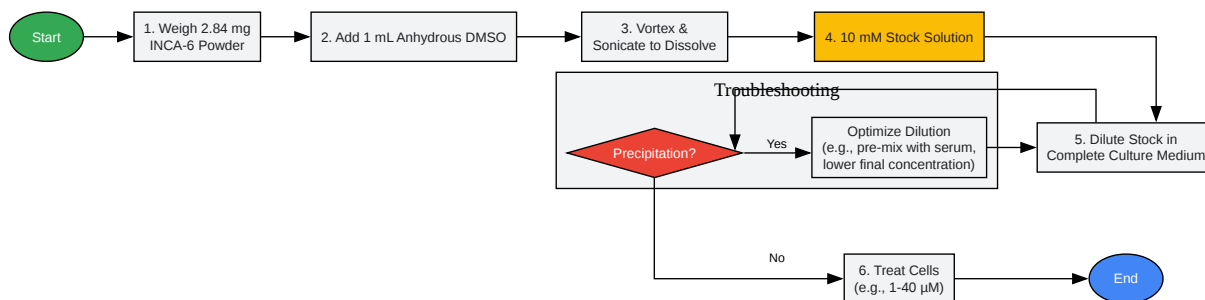 Start
1. Weigh 2.84 mg
INCA-6 Powder
2. Add 1 mL Anhydrous DMSO
3. Vortex &
Sonicate to Dissolve
4. 10 mM Stock Solution
Troubleshooting
Precipitation?
Yes
Optimize Dilution
(e.g., pre-mix with serum,
lower final concentration)
5. Dilute Stock in
Complete Culture Medium
No
6. Treat Cells
(e.g., 1-40 µM)
End